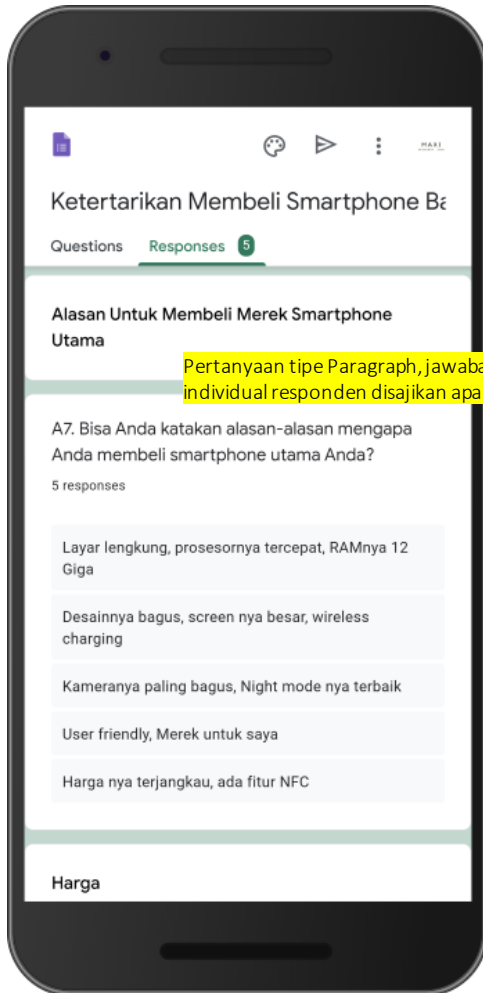 MARI
Ketertarikan Membeli Smartphone Ba
Questions Responses 5
Alasan Untuk Membeli Merek Smartphone
Utama
Pertanyaan tipe Paragraph, jawaba
individual responden disajikan apa
A7. Bisa Anda katakan alasan-alasan mengapa
Anda membeli smartphone utama Anda?
5 responses
Layar lengkung, prosesornya tercepat, RAMnya 12
Giga
Desainnya bagus, screen nya besar, wireless
charging
Kameranya paling bagus, Night mode nya terbaik
User friendly, Merek untuk saya
Harga nya terjangkau, ada fitur NFC
Harga